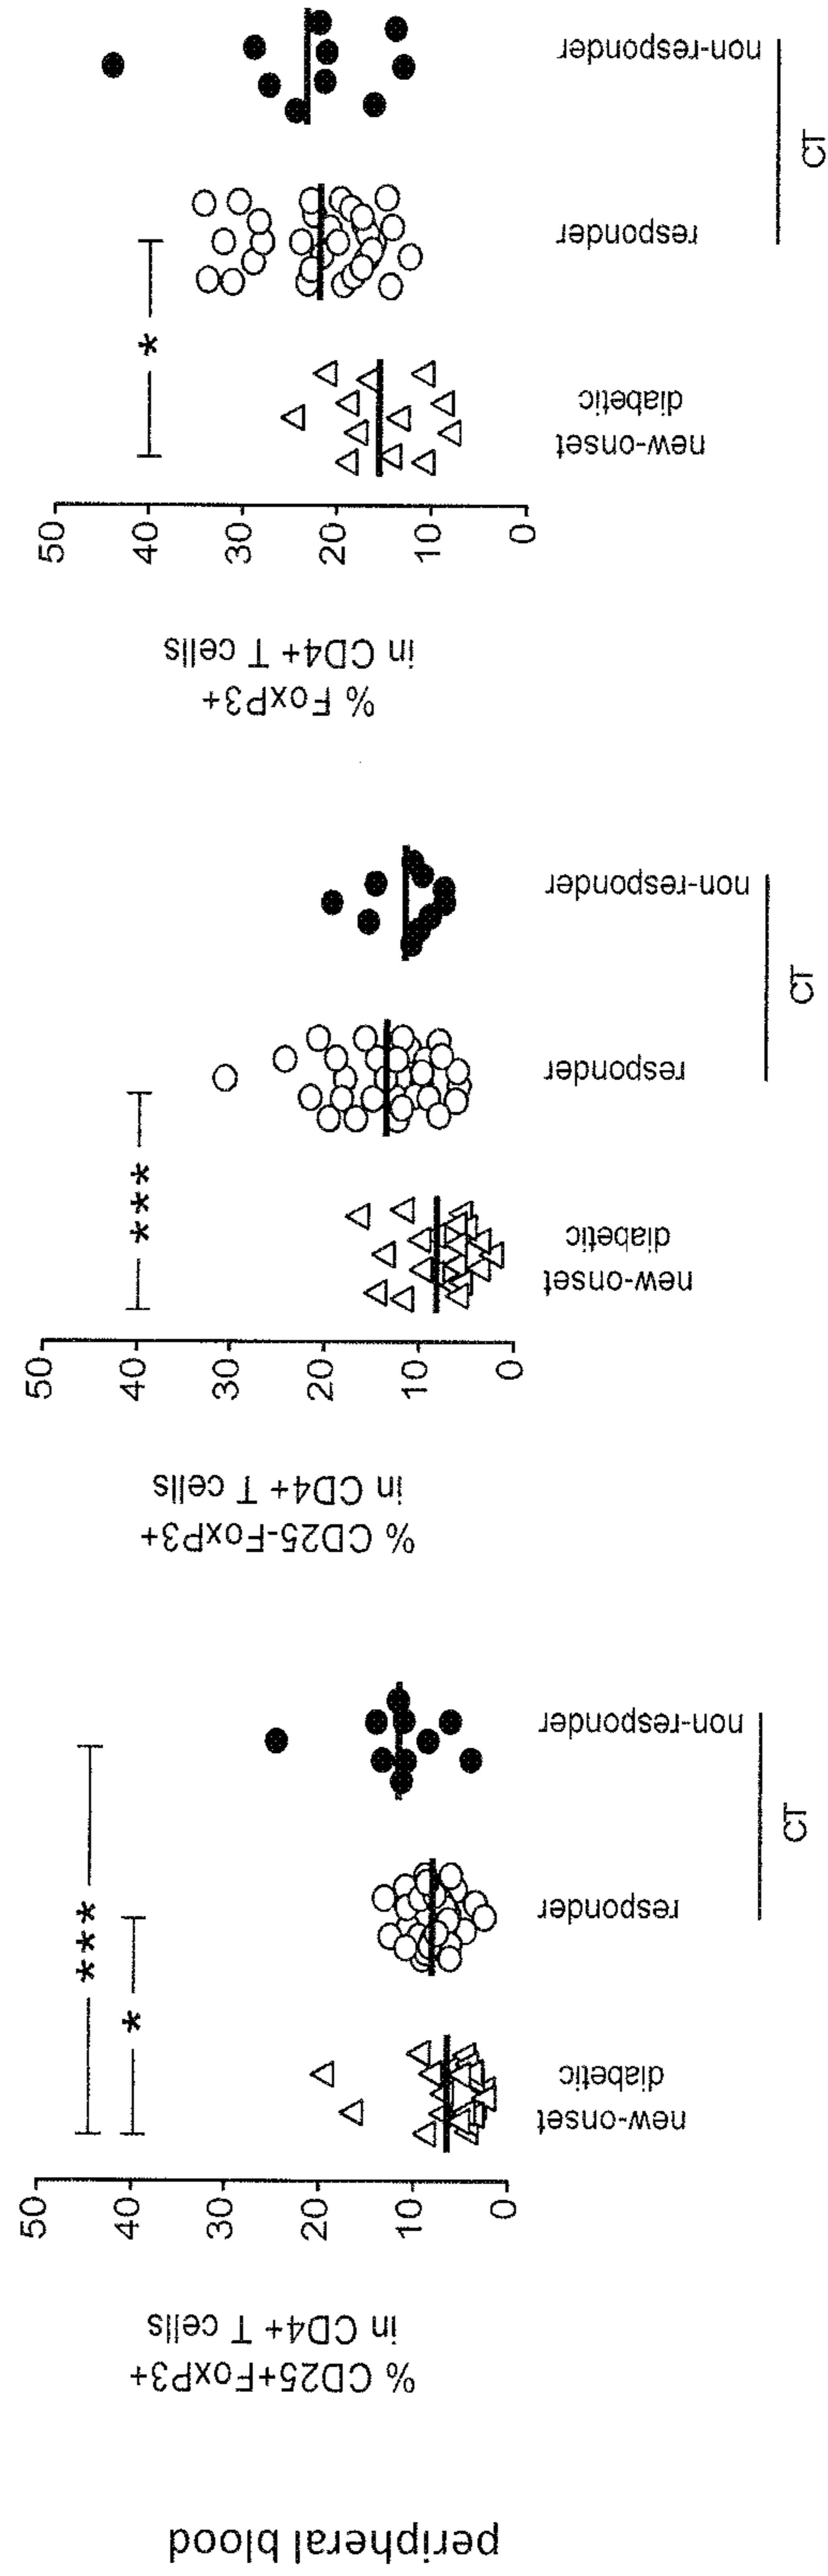 peripheral blood
% CD25+FoxP3+
in CD4+ T cells
50
40
30
20
10
0
***
*
new-onset
diabetic
responder
non-responder
CT
% CD25-FoxP3+
in CD4+ T cells
50
40
30
20
10
0
***
new-onset
diabetic
responder
non-responder
CT
% FoxP3+
in CD4+ T cells
50
40
30
20
10
0
*
new-onset
diabetic
responder
non-responder
CT